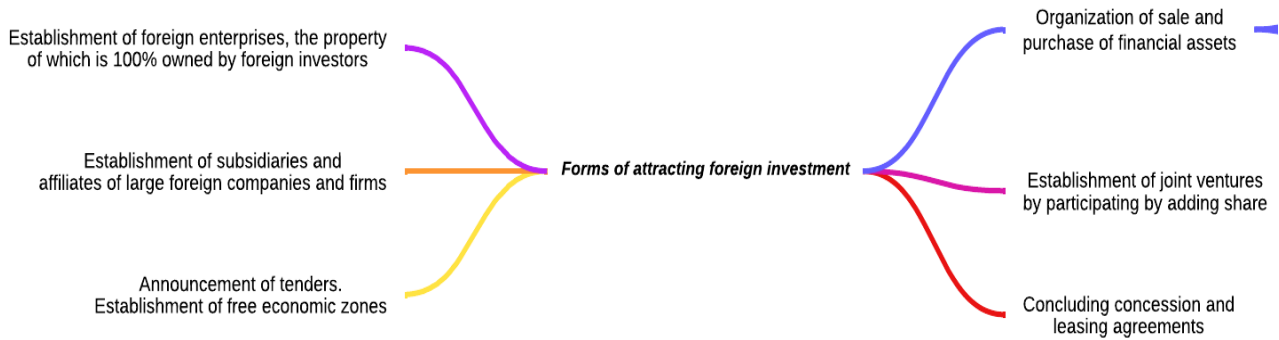 Establishment of foreign enterprises, the property
of which is 100% owned by foreign investors
Establishment of subsidiaries and
affiliates of large foreign companies and firms
Announcement of tenders.
Establishment of free economic zones
Forms of attracting foreign investment
Organization of sale and
purchase of financial assets
Establishment of joint ventures
by participating by adding share
Concluding concession and
leasing agreements